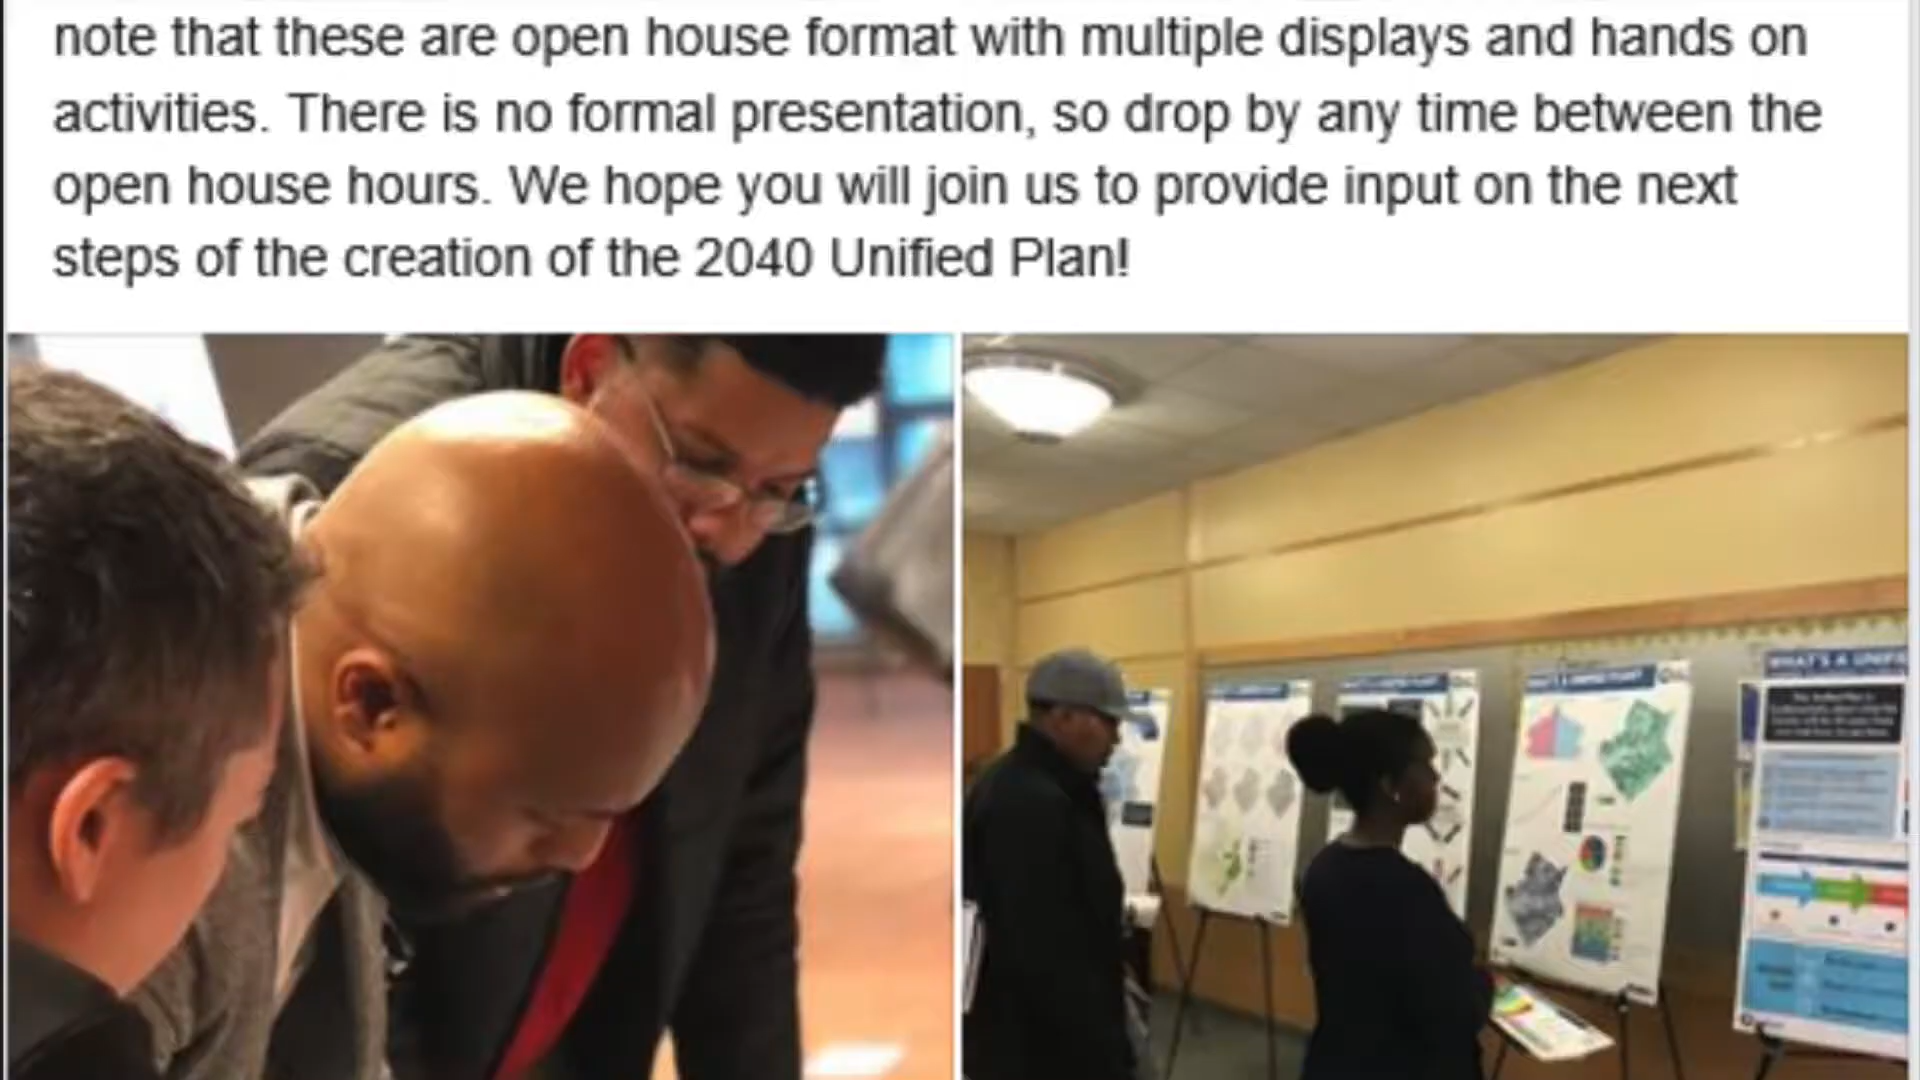 note that these are open house format with multiple displays and hands on
activities. There is no formal presentation, so drop by any time between the
open house hours. We hope you will join us to provide input on the next
steps of the creation of the 2040 Unified Plan!
WHAT'S A UNIFI